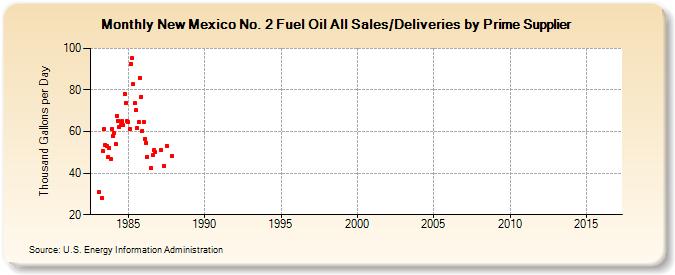 Monthly New Mexico No. 2 Fuel Oil All Sales/Deliveries by Prime Supplier
Thousand Gallons per Day
100
80
60
40
20
1985 1990 1995 2000 2005 2010 2015
Source: U.S. Energy Information Administration